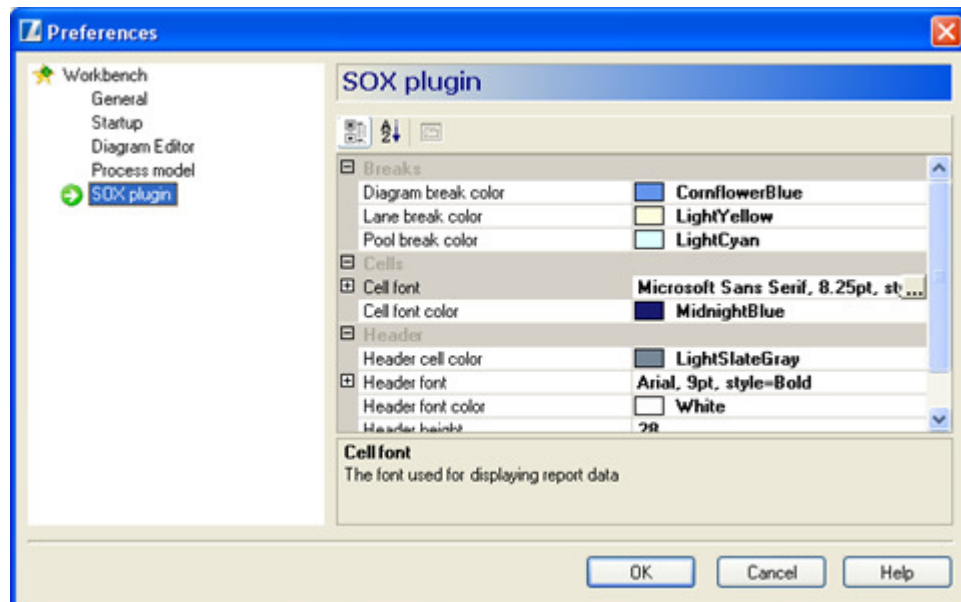 Preferences
Workbench
General
Startup
Diagram Editor
Process model
SOX plugin
SOX plugin
Breaks
Diagram break color CornflowerBlue
Lane break color LightYellow
Pool break color LightCyan
Cells
Cell font Microsoft Sans Serif, 8.25pt, sty...
Cell font color MidnightBlue
Header
Header cell color LightSlateGray
Header font Arial, 9pt, style=Bold
Header font color White
Header height 28
Cell font
The font used for displaying report data
OK Cancel Help